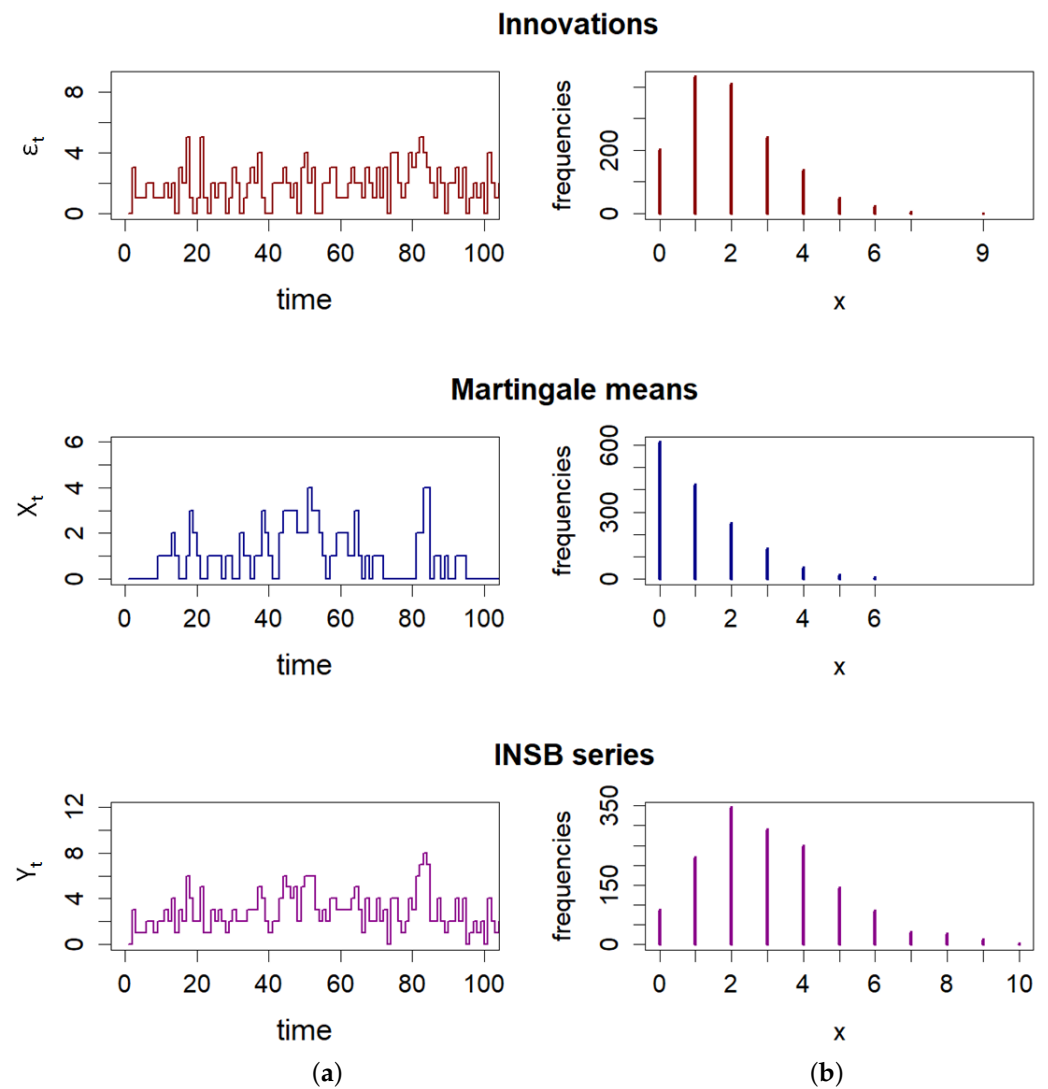 Innovations
εt
8
4
0
0 20 40 60 80 100
time
frequencies
200
0
0 2 4 6 9
x
Martingale means
Xt
6
4
2
0
0 20 40 60 80 100
time
frequencies
600
300
0
0 2 4 6
x
INSB series
Yt
12
8
4
0
0 20 40 60 80 100
time
(a)
frequencies
350
150
0
0 2 4 6 8 10
x
(b)